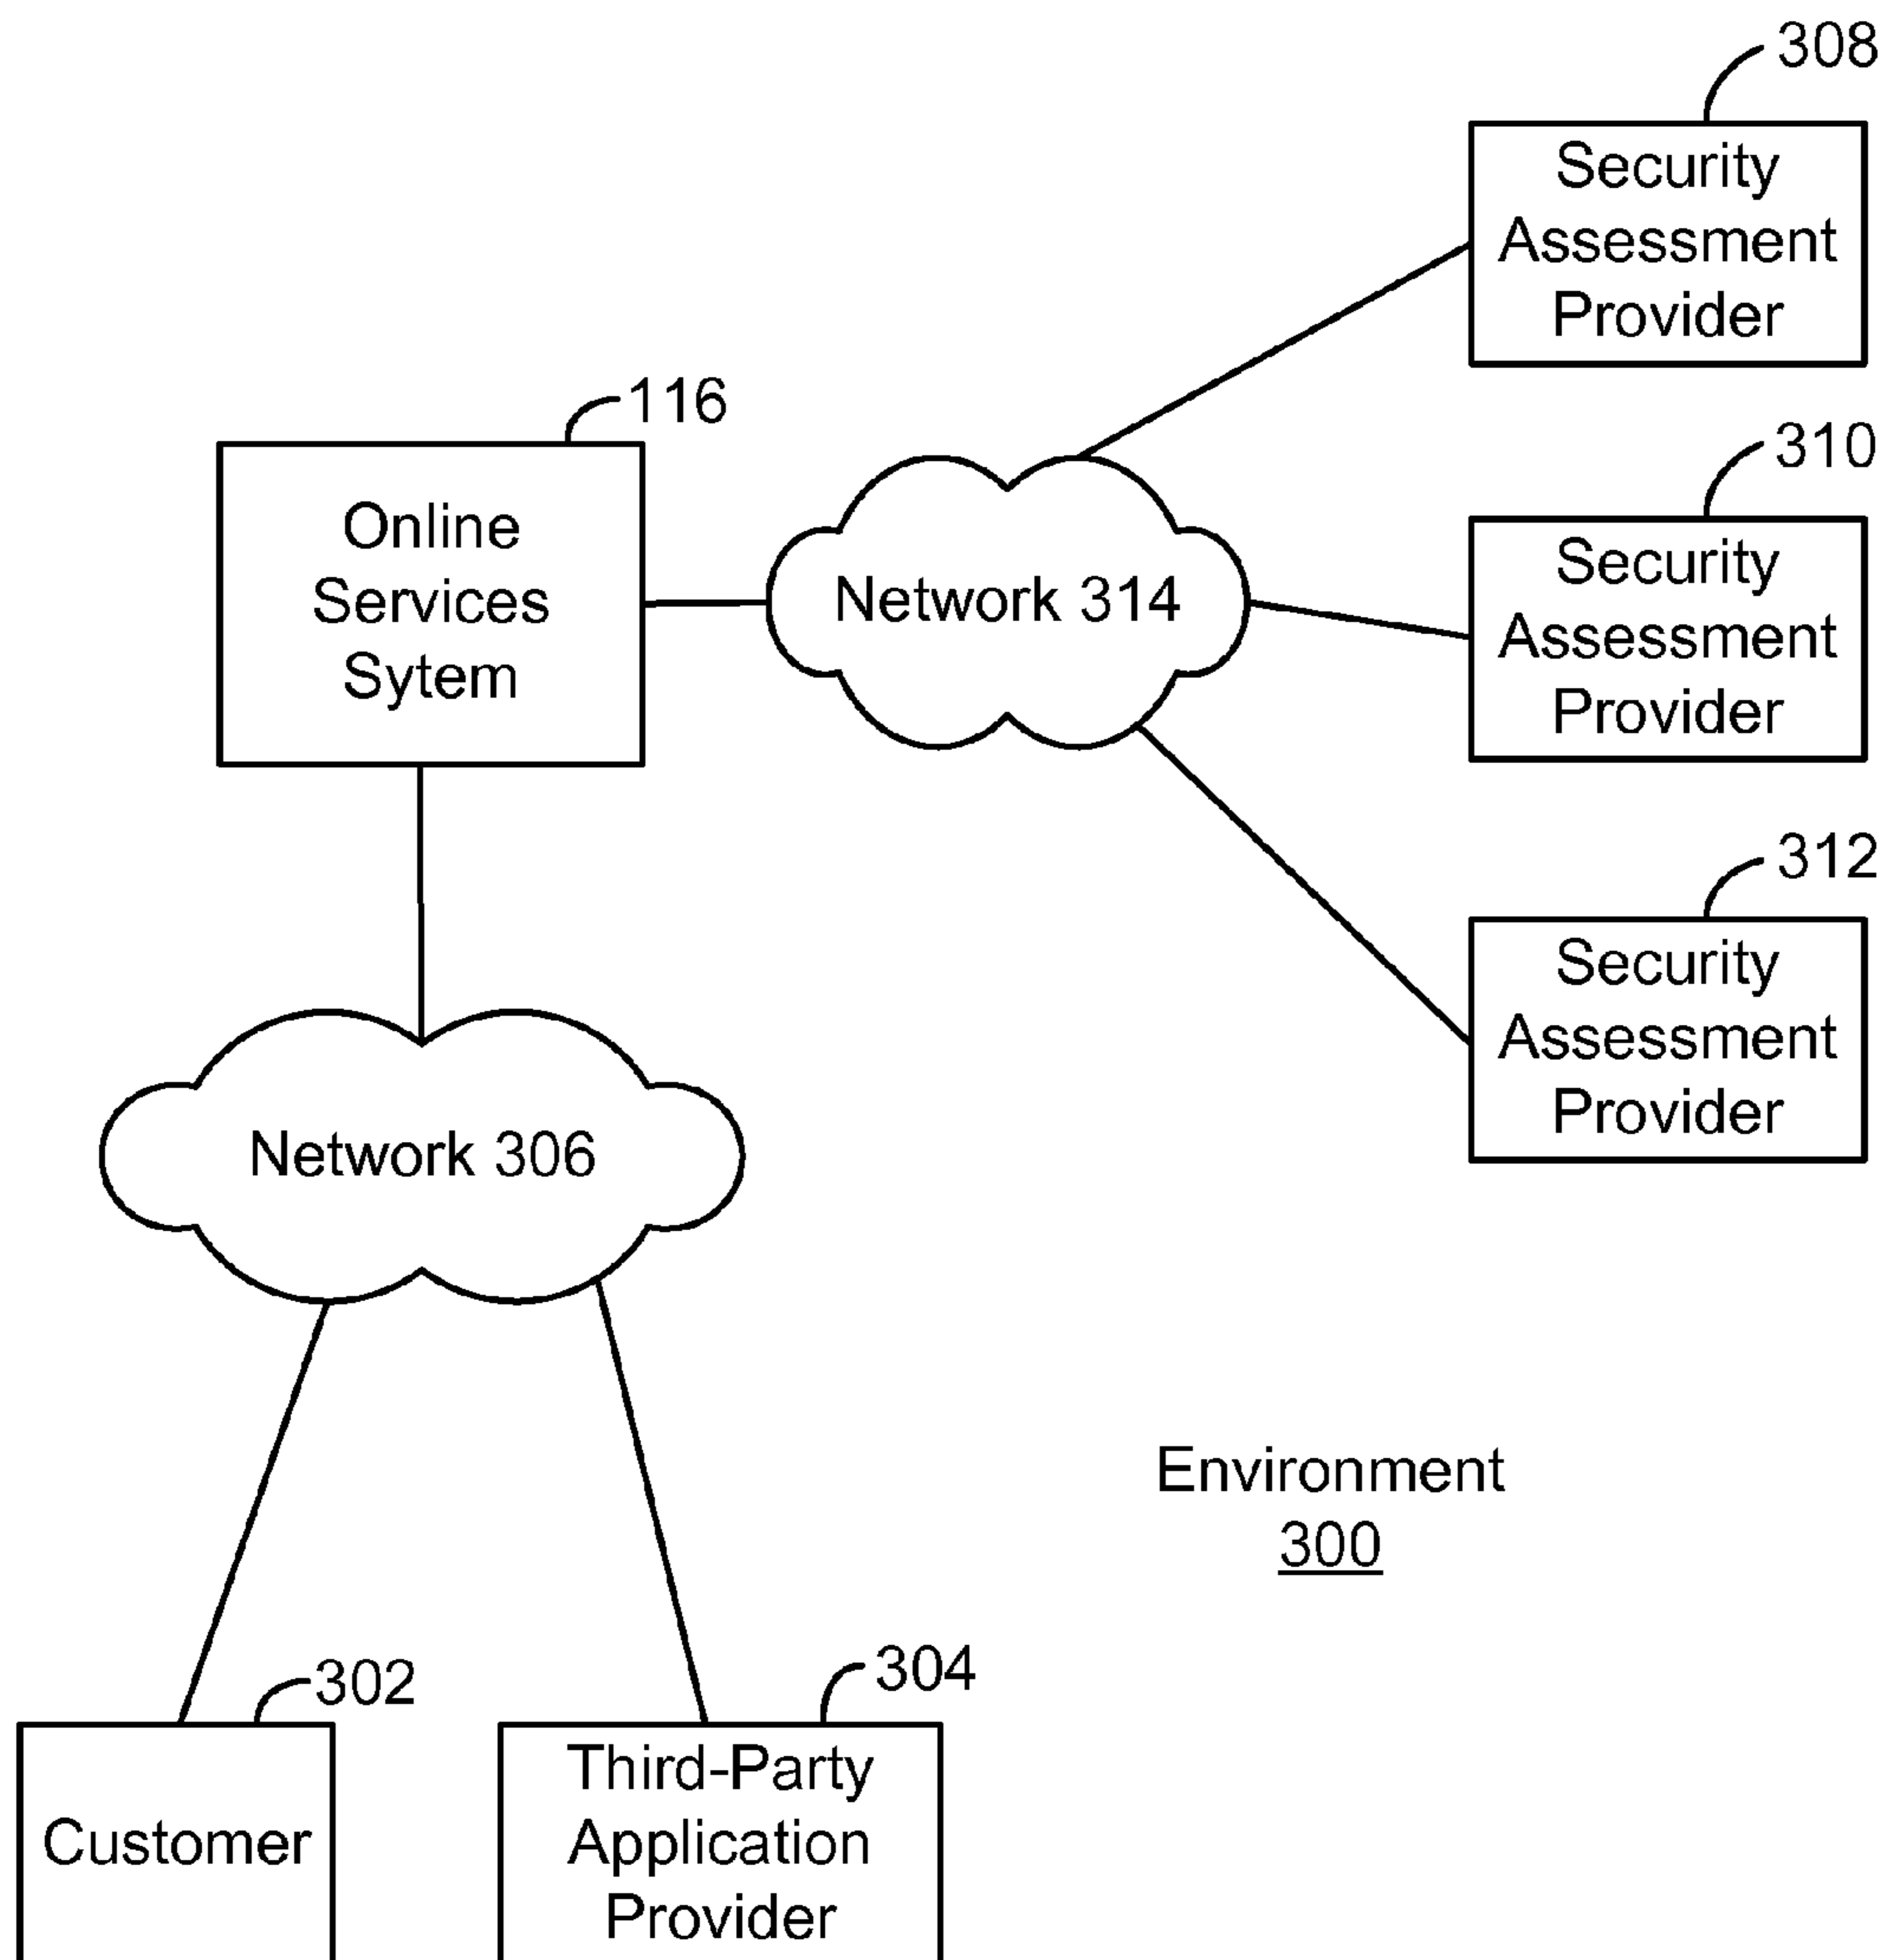 308
Security
Assessment
Provider
116
Online
Services
Sytem
310
Security
Assessment
Provider
Network 314
312
Security
Assessment
Provider
Network 306
Environment
300
302
Customer
304
Third-Party
Application
Provider